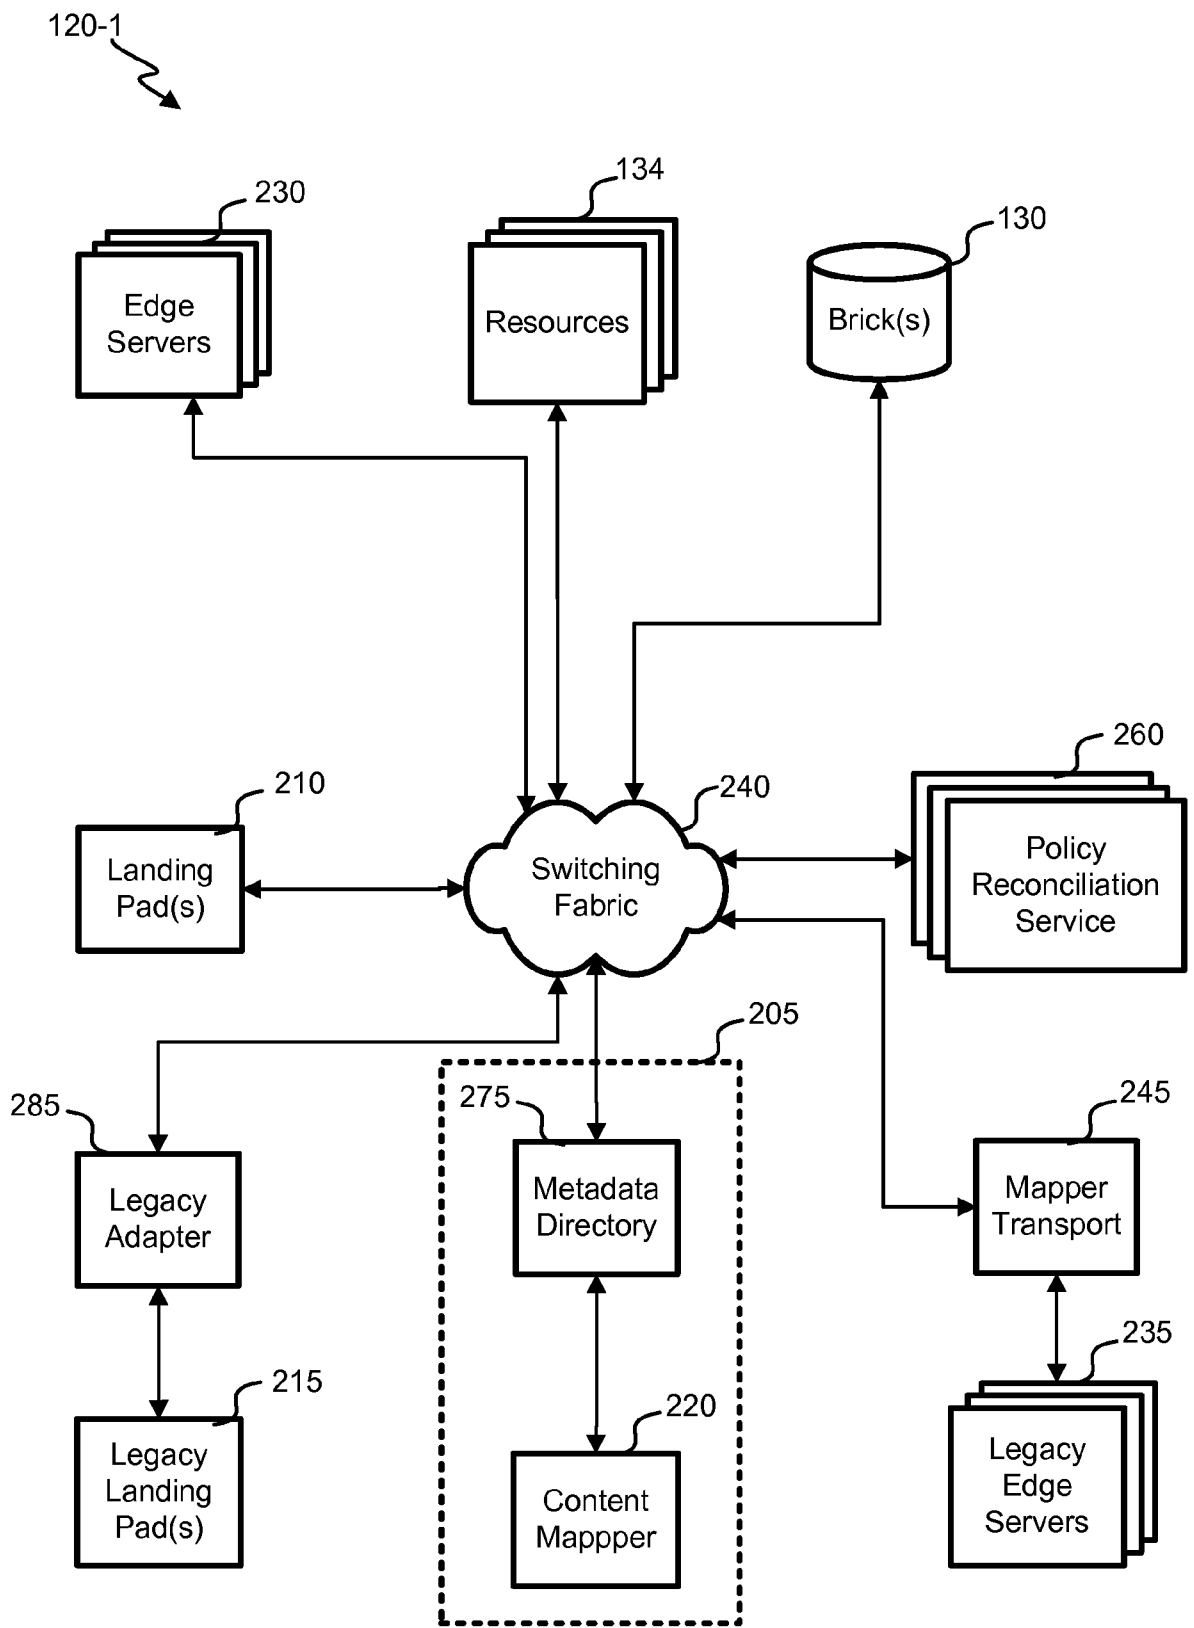 120-1
230
Edge
Servers
134
Resources
130
Brick(s)
210
Landing
Pad(s)
240
Switching
Fabric
260
Policy
Reconciliation
Service
205
285
Legacy
Adapter
275
Metadata
Directory
245
Mapper
Transport
215
Legacy
Landing
Pad(s)
220
Content
Mappper
235
Legacy
Edge
Servers